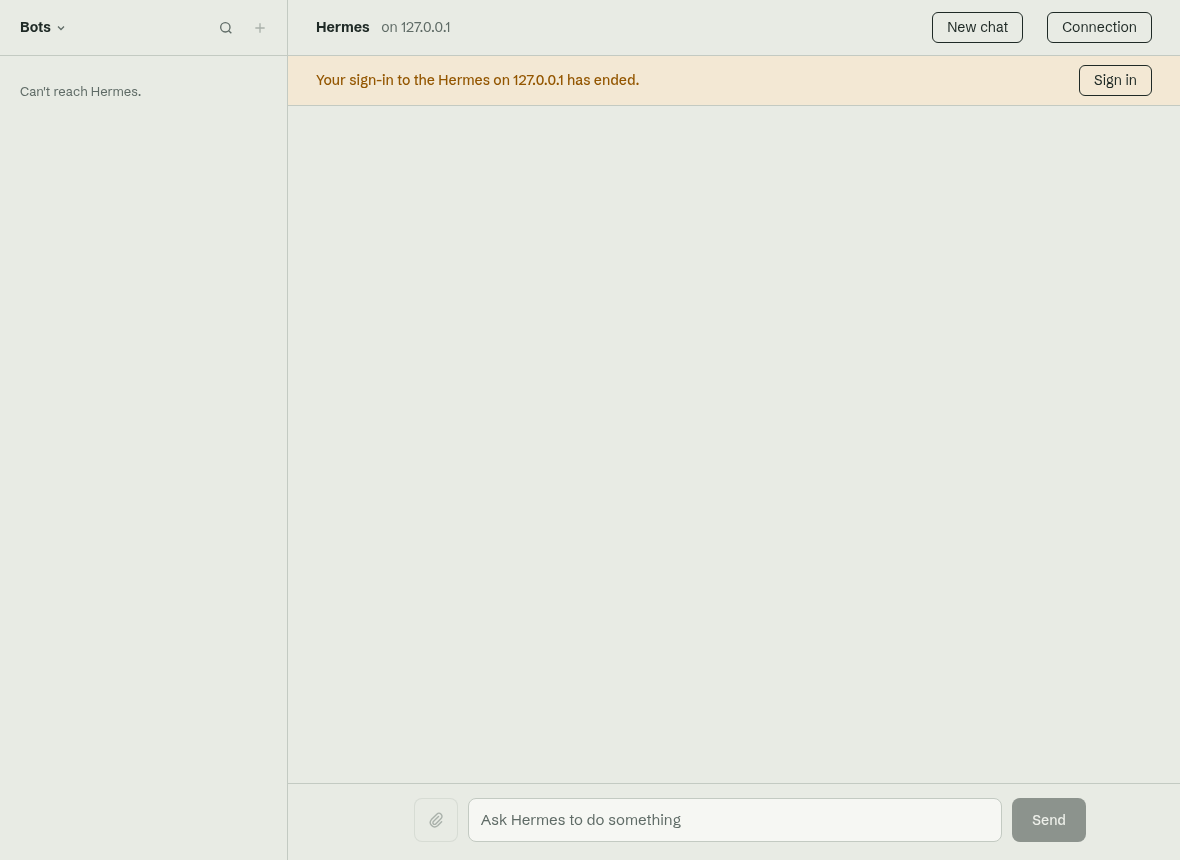 Bots
Hermes on 127.0.0.1
New chat
Connection
Can't reach Hermes.
Your sign-in to the Hermes on 127.0.0.1 has ended.
Sign in
Ask Hermes to do something
Send